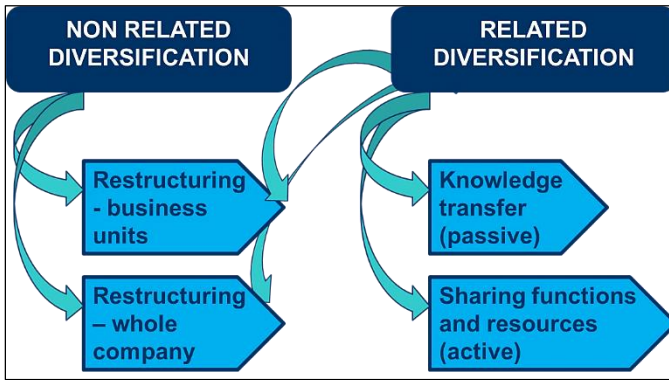 NON RELATED
DIVERSIFICATION
RELATED
DIVERSIFICATION
Restructuring
- business
units
Knowledge
transfer
(passive)
Restructuring
– whole
company
Sharing functions
and resources
(active)